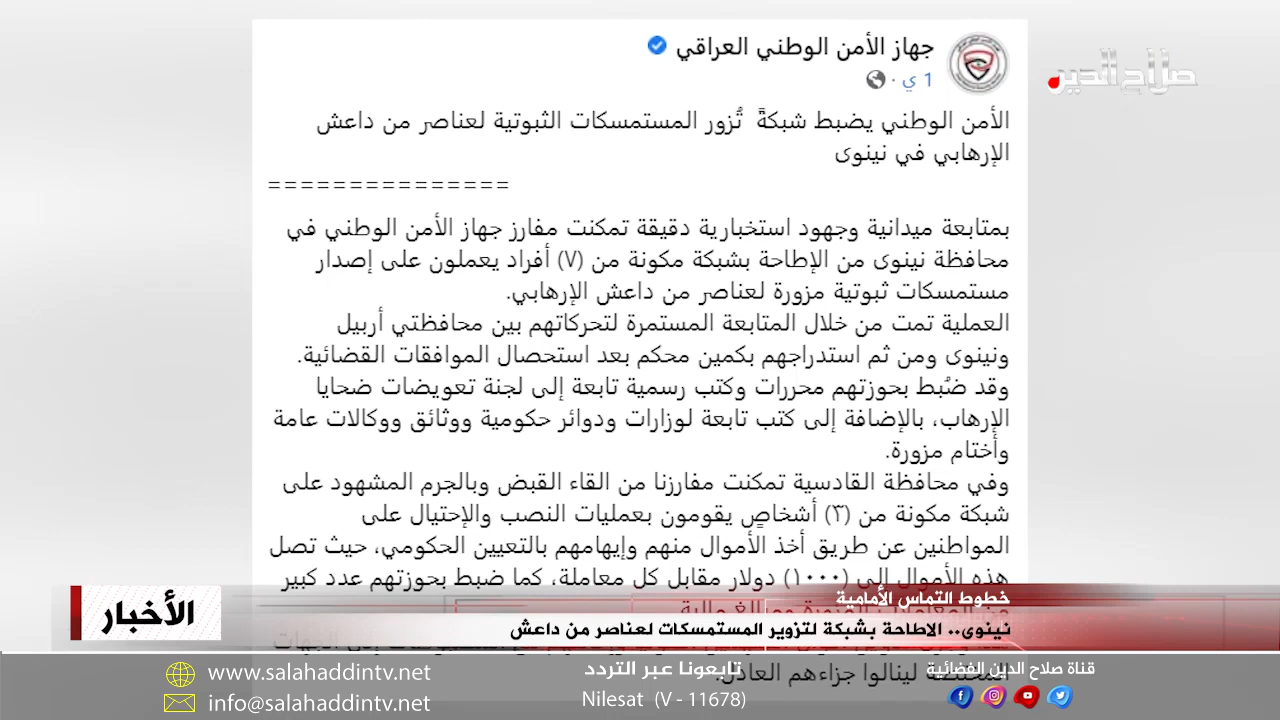 جهاز الأمن الوطني العراقي
1 ي ·
صلاح الدين
الأمن الوطني يضبط شبكةً تُزور المستمسكات الثبوتية لعناصر من داعش
الإرهابي في نينوى
===============
بمتابعة ميدانية وجهود استخبارية دقيقة تمكنت مفارز جهاز الأمن الوطني في
محافظة نينوى من الإطاحة بشبكة مكونة من (٧) أفراد يعملون على إصدار
مستمسكات ثبوتية مزورة لعناصر من داعش الإرهابي.
العملية تمت من خلال المتابعة المستمرة لتحركاتهم بين محافظتي أربيل
ونينوى ومن ثم استدراجهم بكمين محكم بعد استحصال الموافقات القضائية.
وقد ضُبط بحوزتهم محررات وكتب رسمية تابعة إلى لجنة تعويضات ضحايا
الإرهاب، بالإضافة إلى كتب تابعة لوزارات ودوائر حكومية ووثائق ووكالات عامة
وأختام مزورة.
وفي محافظة القادسية تمكنت مفارزنا من القاء القبض وبالجرم المشهود على
شبكة مكونة من (٣) أشخاصٍ يقومون بعمليات النصب والإحتيال على
المواطنين عن طريق أخذ الأموال منهم وإيهامهم بالتعيين الحكومي، حيث تصل
هذه الأموال إلى (١٠٠٠) دولار مقابل كل معاملة، كما ضبط بحوزتهم عدد كبير
خطوط التماس الأمامية
الأخبار
نينوى.. الاطاحة بشبكة لتزوير المستمسكات لعناصر من داعش
المختصة لينالوا جزاءهم العادل.
قناة صلاح الدين الفضائية
تابعونا عبر التردد
Nilesat (V - 11678)
www.salahaddintv.net
info@salahaddintv.net